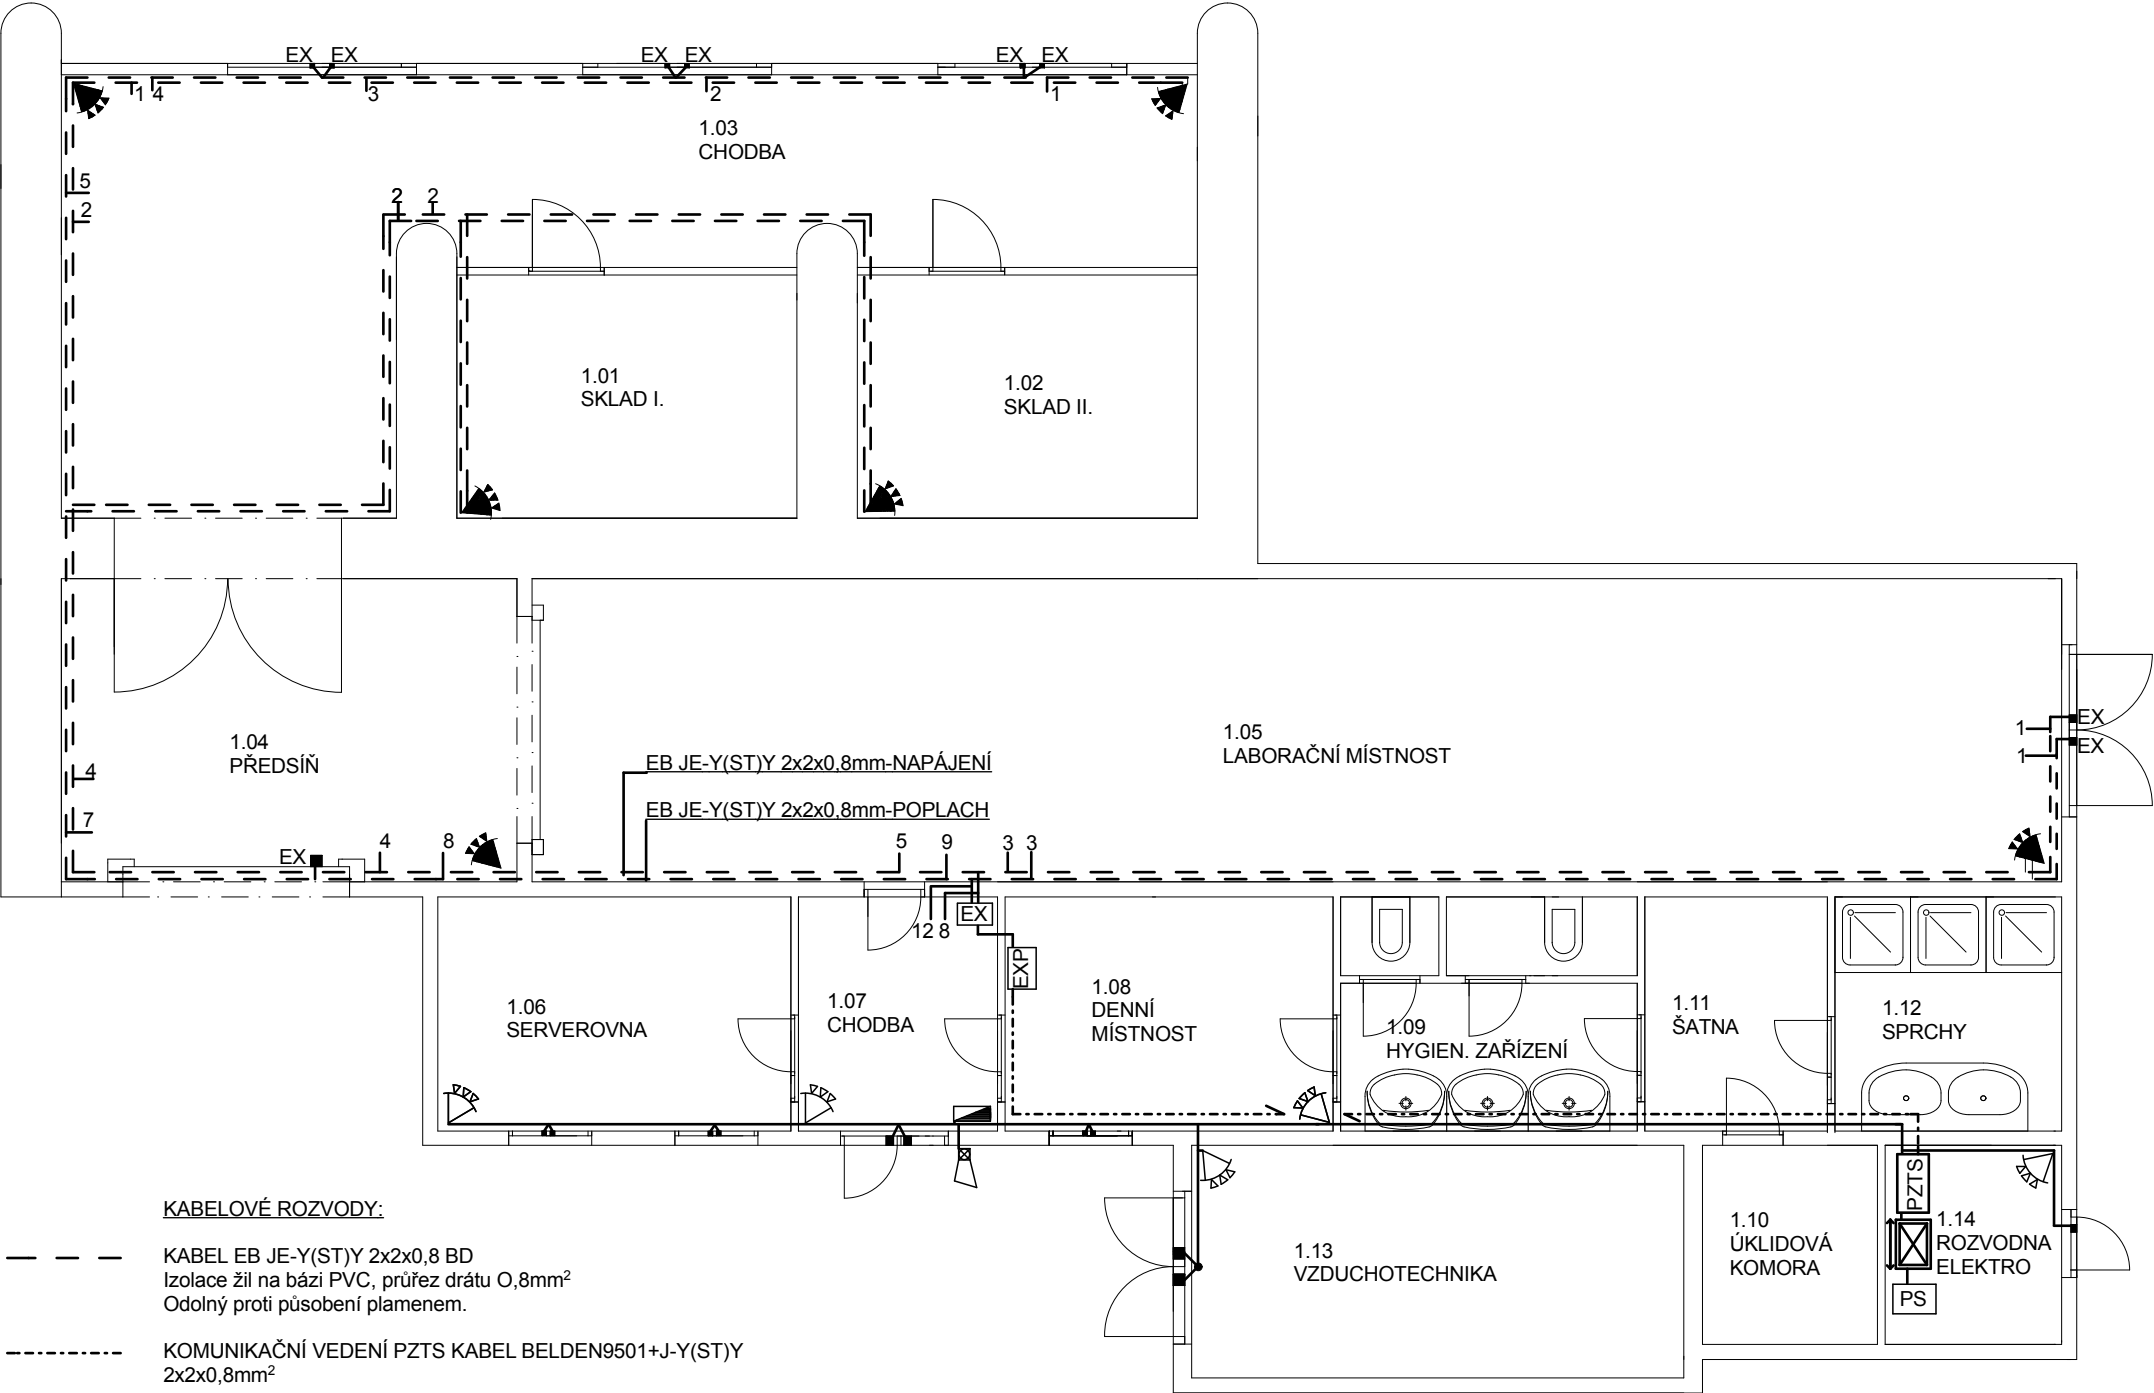 EX EX
EX EX
EX EX
1 4
3
2
1
1.03
CHODBA
5
2
2 2
1.01
SKLAD I.
1.02
SKLAD II.
1.04
PŘEDSÍŇ
1.05
LABORAČNÍ MÍSTNOST
1
EX
1
EX
EB JE-Y(ST)Y 2x2x0,8mm-NAPÁJENÍ
EB JE-Y(ST)Y 2x2x0,8mm-POPLACH
4
7
EX
4
8
5
9
3
3
12 8
EX
EXP
1.06
SERVEROVNA
1.07
CHODBA
1.08
DENNÍ
MÍSTNOST
1.09
HYGIEN. ZAŘÍZENÍ
1.11
ŠATNA
1.12
SPRCHY
PZTS
1.13
VZDUCHOTECHNIKA
1.10
ÚKLIDOVÁ
KOMORA
1.14
ROZVODNA
ELEKTRO
PS
KABELOVÉ ROZVODY:
KABEL EB JE-Y(ST)Y 2x2x0,8 BD
Izolace žil na bázi PVC, průřez drátu O,8mm²
Odolný proti působení plamenem.
KOMUNIKAČNÍ VEDENÍ PZTS KABEL BELDEN9501+J-Y(ST)Y
2x2x0,8mm²